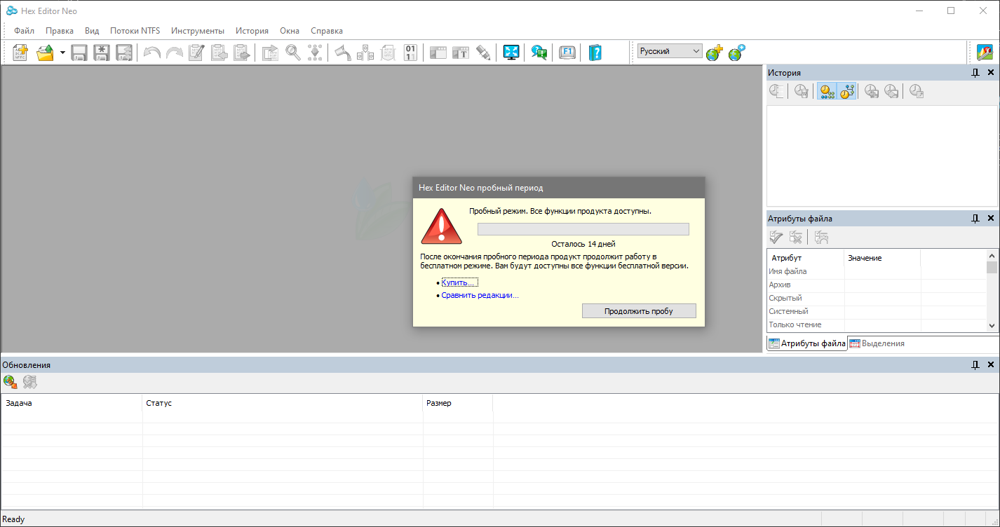 Hex Editor Neo
Файл Правка Вид Потоки NTFS Инструменты История Окна Справка
01
11
T
F1
?
Русский
История
Hex Editor Neo пробный период
Пробный режим. Все функции продукта доступны.
Осталось 14 дней
После окончания пробного периода продукт продолжит работу в
бесплатном режиме. Вам будут доступны все функции бесплатной версии.
• Купить...
• Сравнить редакции...
Продолжить пробу
Атрибуты файла
Атрибут Значение
Имя файла
Архив
Скрытый
Системный
Только чтение
Атрибуты файла Выделения
Обновления
Задача Статус Размер
Ready